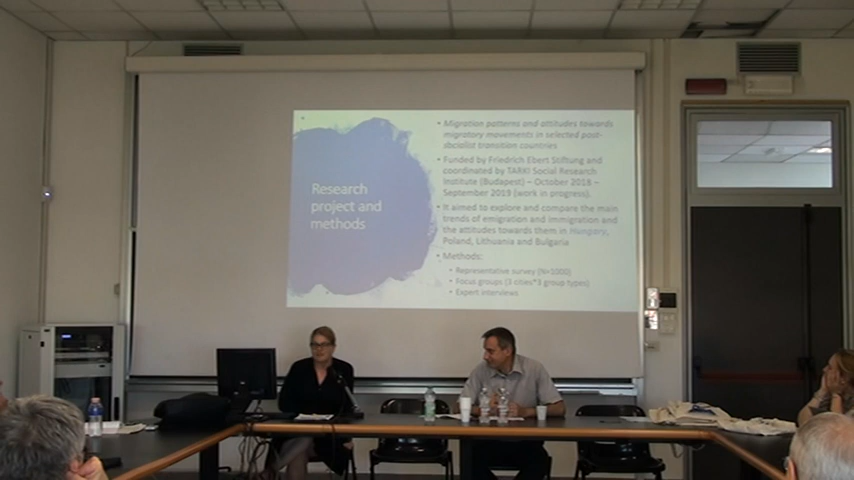 Research
project and
methods
• Migration patterns and attitudes towards
migratory movements in selected post-
socialist transition countries
• Funded by Friedrich Ebert Stiftung and
coordinated by TARKI Social Research
Institute (Budapest) – October 2018 –
September 2019 (work in progress).
• It aimed to explore and compare the main
trends of emigration and immigration and
the attitudes towards them in Hungary,
Poland, Lithuania and Bulgaria
• Methods:
• Representative survey (N=1000)
• Focus groups (3 cities*3 group types)
• Expert interviews